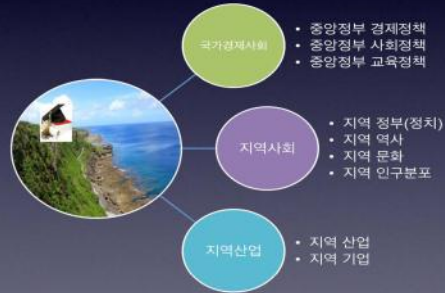 국가경제사회
• 중앙정부 경제정책
• 중앙정부 사회정책
• 중앙정부 교육정책
지역사회
• 지역 정부(정치)
• 지역 역사
• 지역 문화
• 지역 인구분포
지역산업
• 지역 산업
• 지역 기업